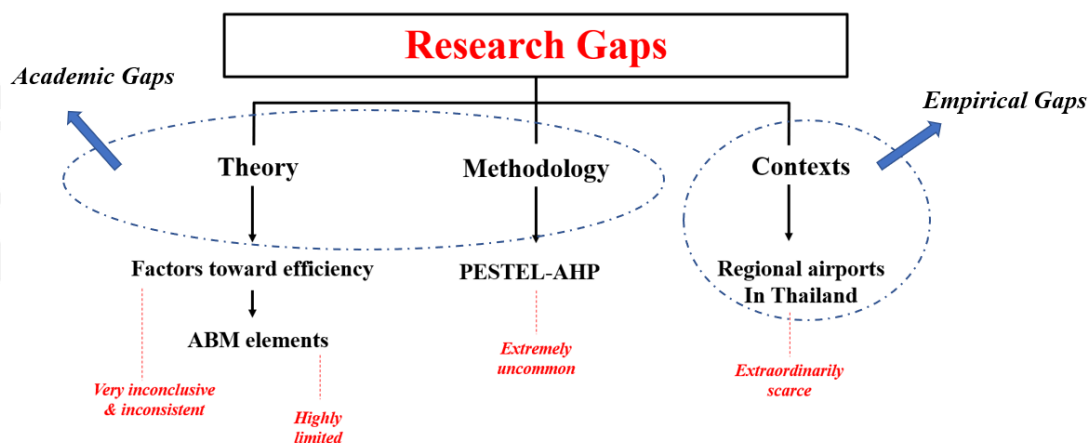 Research Gaps
Academic Gaps
Empirical Gaps
Theory
Methodology
Contexts
Factors toward efficiency
PESTEL-AHP
Regional airports
In Thailand
ABM elements
Very inconclusive
& inconsistent
Highly
limited
Extremely
uncommon
Extraordinarily
scarce